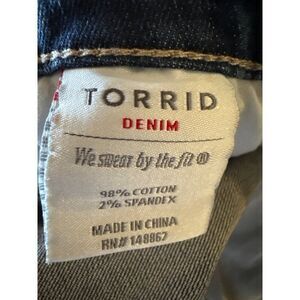 TORRID
DENIM
We swear by the fit ®
98% COTTON
2% SPANDEX
MADE IN CHINA
RN# 148867